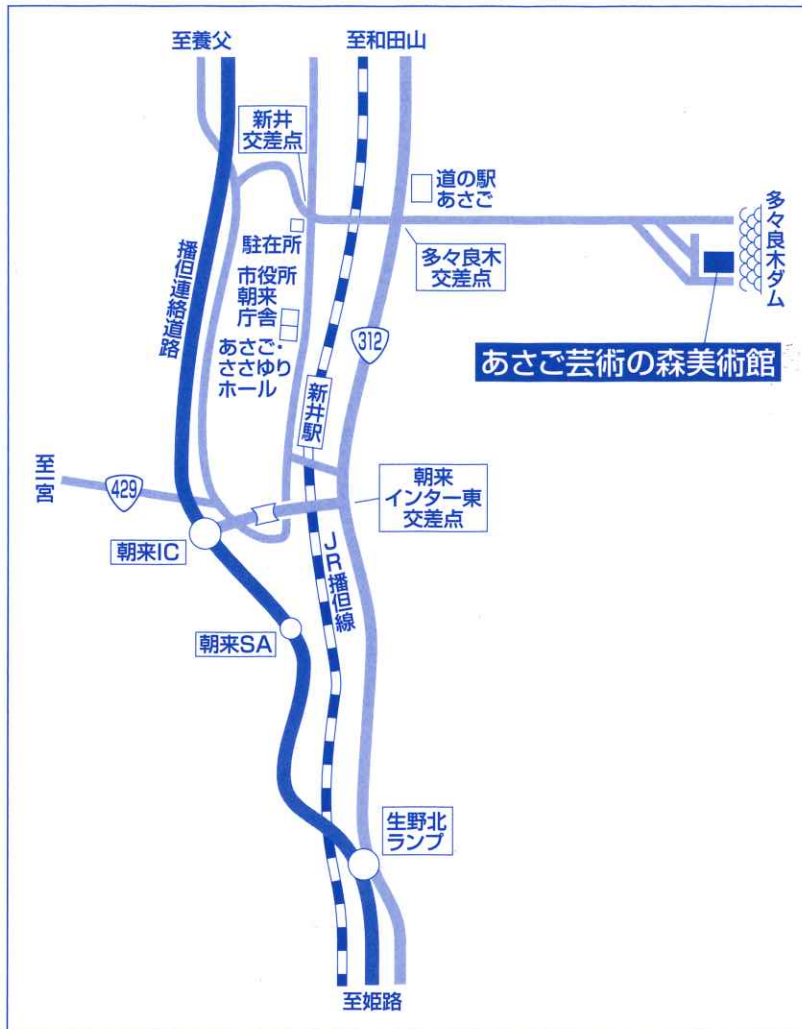 至養父
至和田山
新井
交差点
道の駅
あさご
多々良木ダム
駐在所
多々良木
交差点
播但連絡道路
市役所
朝来
庁舎
あさご・
ささゆり
ホール
312
あさご芸術の森美術館
新井駅
至一宮
429
朝来
インター東
交差点
朝来IC
JR播但線
朝来SA
生野北
ランプ
至姫路